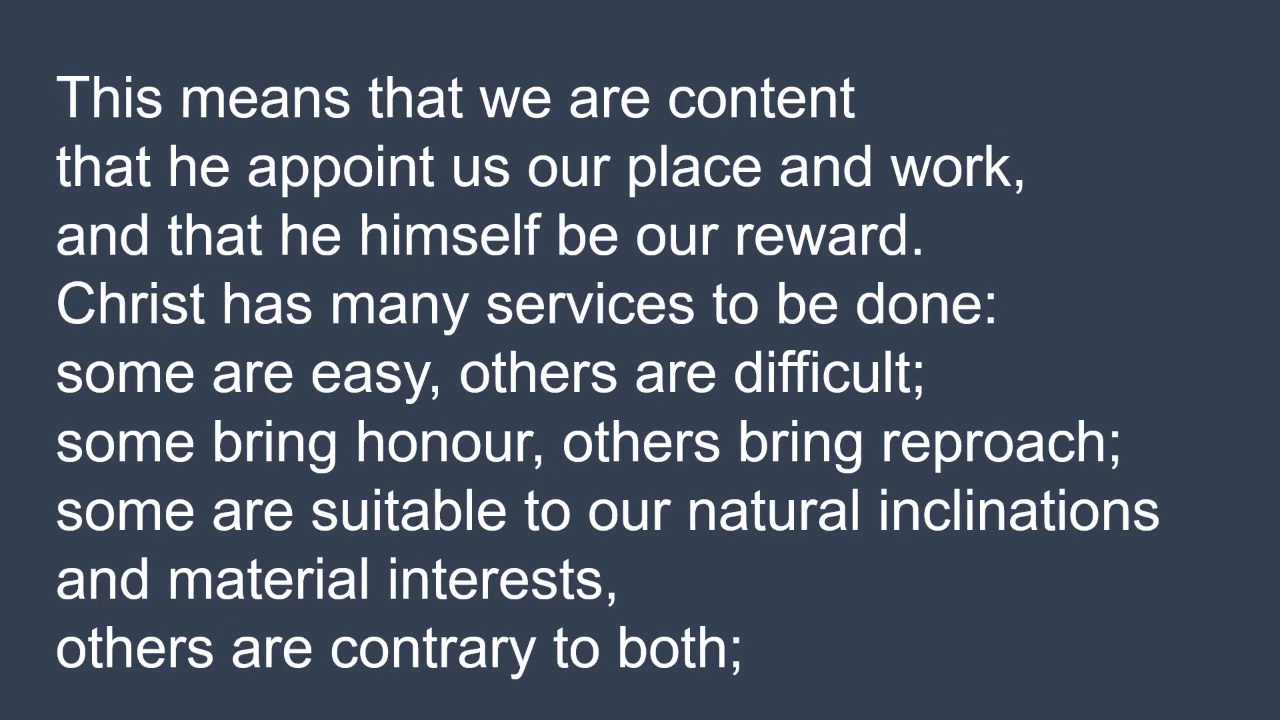 This means that we are content
that he appoint us our place and work,
and that he himself be our reward.
Christ has many services to be done:
some are easy, others are difficult;
some bring honour, others bring reproach;
some are suitable to our natural inclinations
and material interests,
others are contrary to both;